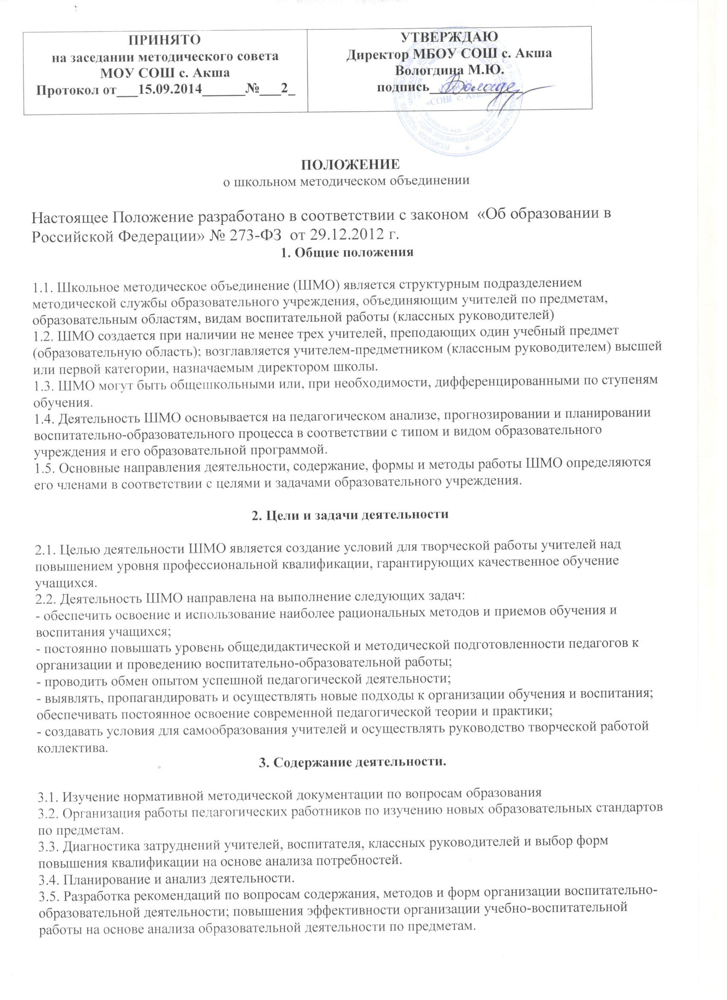 ПРИНЯТО
на заседании методического совета
МОУ СОШ с. Акша
Протокол от___15.09.2014______№___2_
УТВЕРЖДАЮ
Директор МБОУ СОШ с. Акша
Вологдина М.Ю.
подпись_____________
«СОШ с. Акша»
ПОЛОЖЕНИЕ
о школьном методическом объединении
Настоящее Положение разработано в соответствии с законом «Об образовании в
Российской Федерации» № 273-ФЗ от 29.12.2012 г.
1. Общие положения
1.1. Школьное методическое объединение (ШМО) является структурным подразделением
методической службы образовательного учреждения, объединяющим учителей по предметам,
образовательным областям, видам воспитательной работы (классных руководителей)
1.2. ШМО создается при наличии не менее трех учителей, преподающих один учебный предмет
(образовательную область); возглавляется учителем-предметником (классным руководителем) высшей
или первой категории, назначаемым директором школы.
1.3. ШМО могут быть общешкольными или, при необходимости, дифференцированными по ступеням
обучения.
1.4. Деятельность ШМО основывается на педагогическом анализе, прогнозировании и планировании
воспитательно-образовательного процесса в соответствии с типом и видом образовательного
учреждения и его образовательной программой.
1.5. Основные направления деятельности, содержание, формы и методы работы ШМО определяются
его членами в соответствии с целями и задачами образовательного учреждения.
2. Цели и задачи деятельности
2.1. Целью деятельности ШМО является создание условий для творческой работы учителей над
повышением уровня профессиональной квалификации, гарантирующих качественное обучение
учащихся.
2.2. Деятельность ШМО направлена на выполнение следующих задач:
- обеспечить освоение и использование наиболее рациональных методов и приемов обучения и
воспитания учащихся;
- постоянно повышать уровень общедидактической и методической подготовленности педагогов к
организации и проведению воспитательно-образовательной работы;
- проводить обмен опытом успешной педагогической деятельности;
- выявлять, пропагандировать и осуществлять новые подходы к организации обучения и воспитания;
обеспечивать постоянное освоение современной педагогической теории и практики;
- создавать условия для самообразования учителей и осуществлять руководство творческой работой
коллектива.
3. Содержание деятельности.
3.1. Изучение нормативной методической документации по вопросам образования
3.2. Организация работы педагогических работников по изучению новых образовательных стандартов
по предметам.
3.3. Диагностика затруднений учителей, воспитателя, классных руководителей и выбор форм
повышения квалификации на основе анализа потребностей.
3.4. Планирование и анализ деятельности.
3.5. Разработка рекомендаций по вопросам содержания, методов и форм организации воспитательно-
образовательной деятельности; повышения эффективности организации учебно-воспитательной
работы на основе анализа образовательной деятельности по предметам.